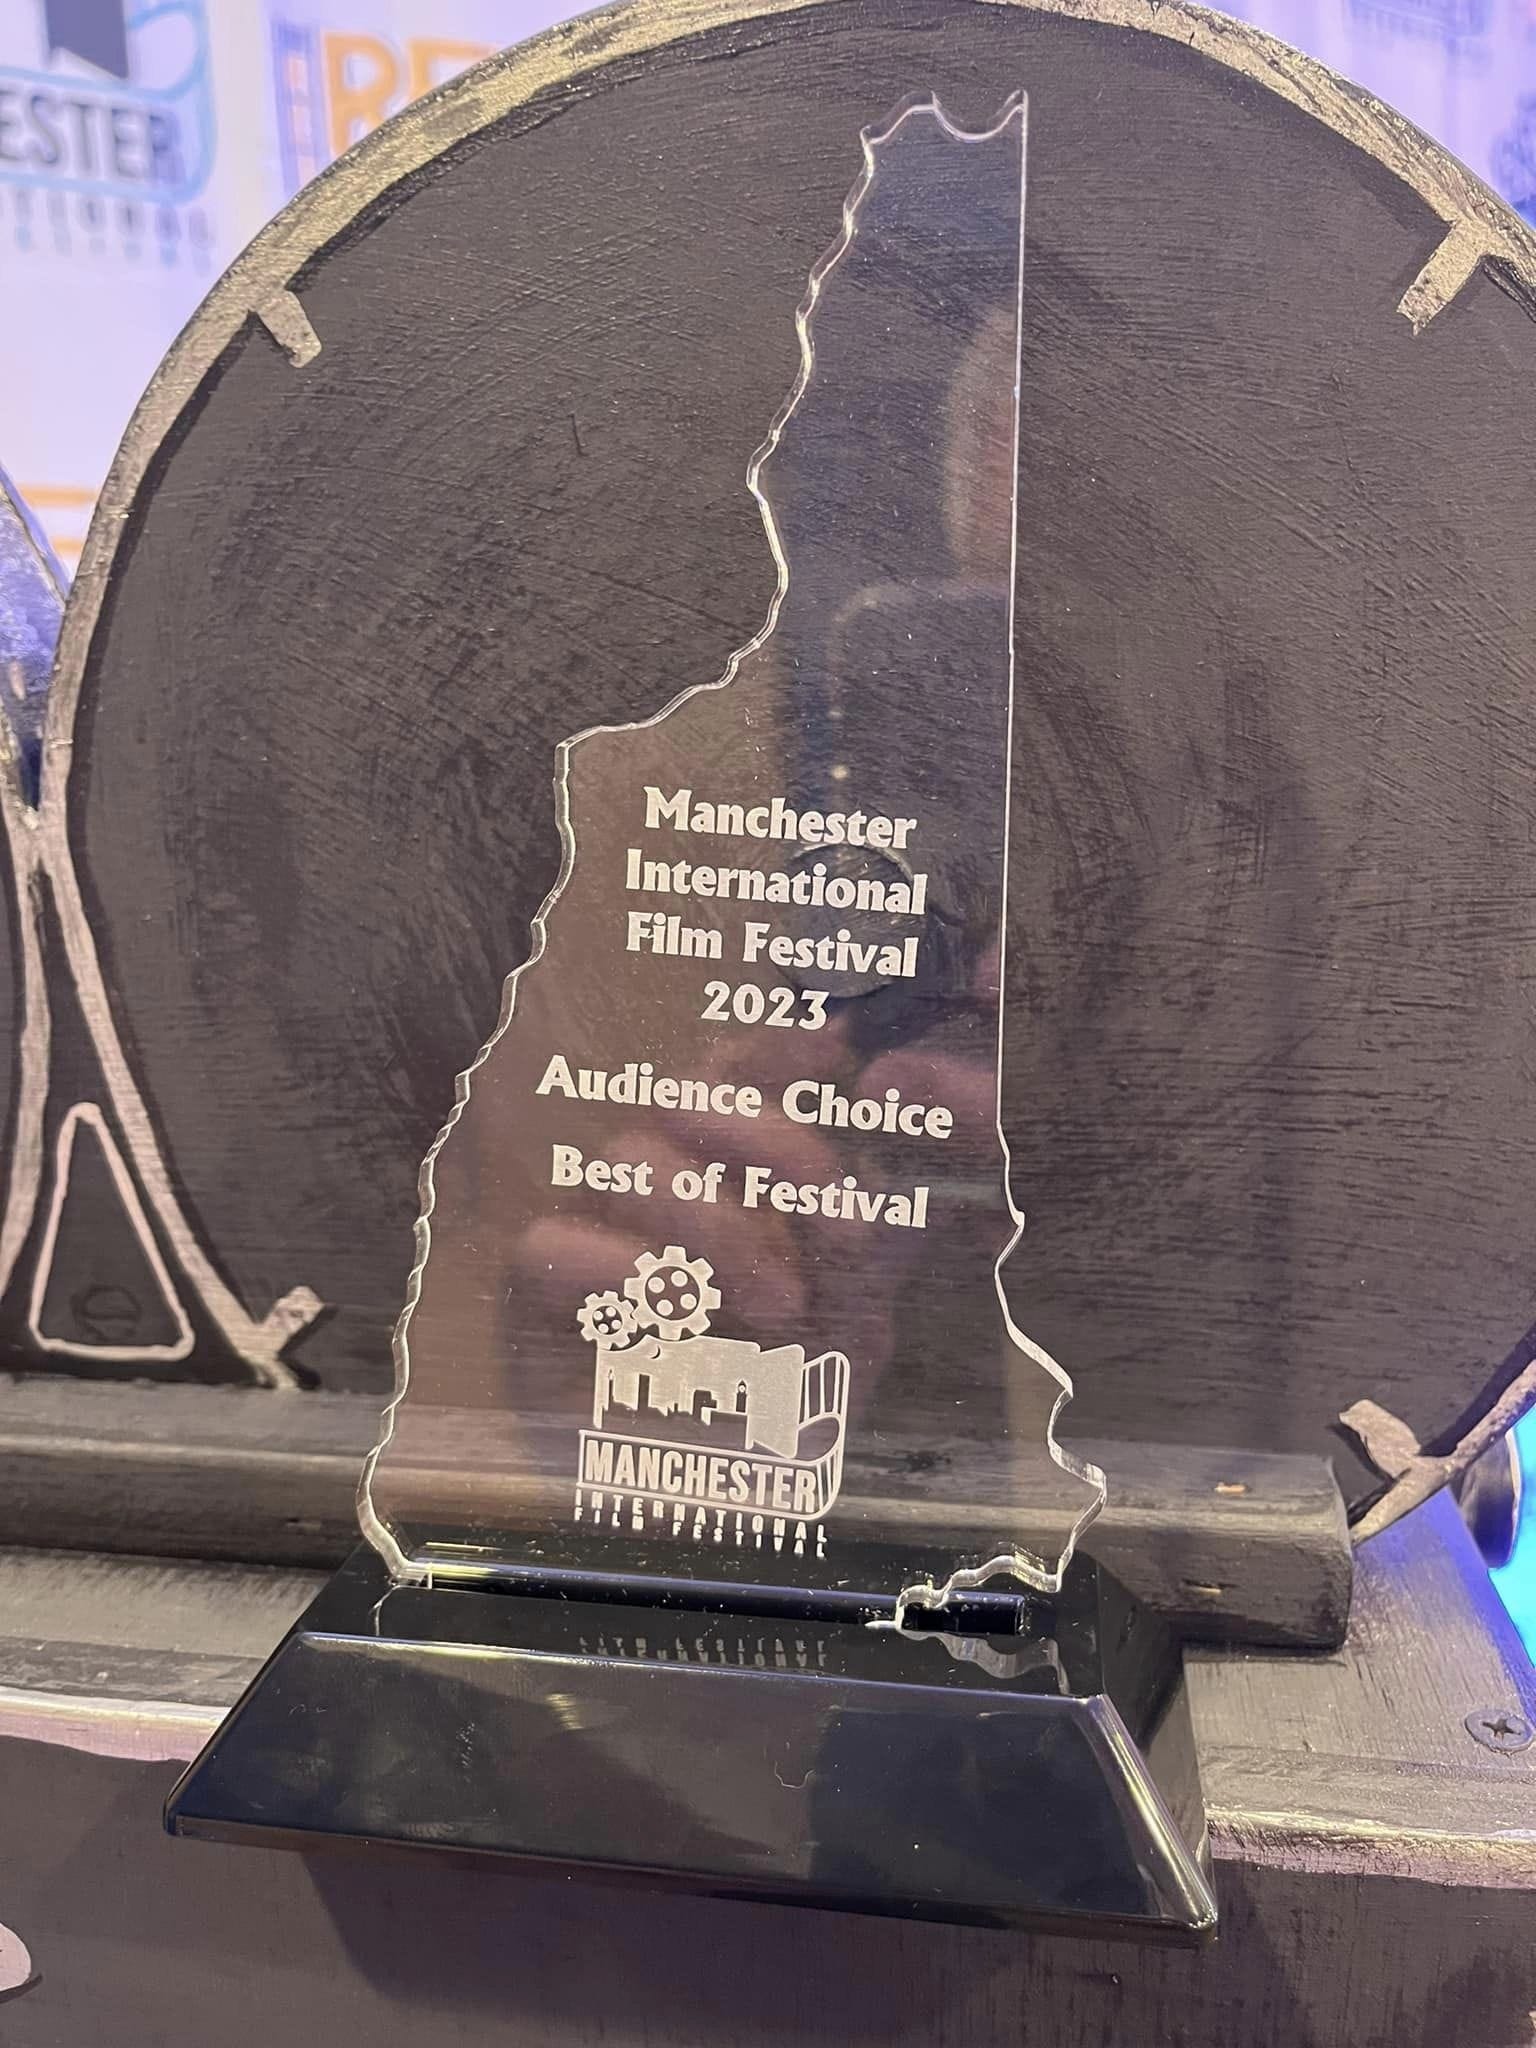 ESTER
Manchester
International
Film Festival
2023
Audience Choice
Best of Festival
MANCHESTER
INTERNATIONAL
FILM FESTIVAL